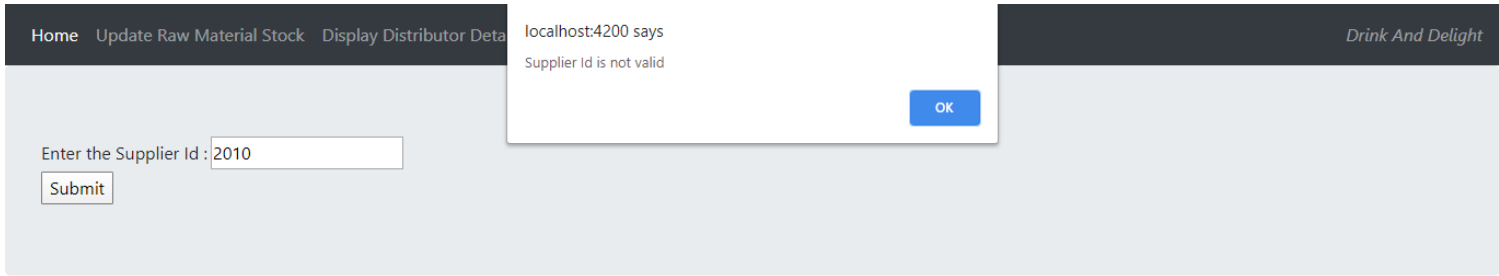 Home Update Raw Material Stock Display Distributor Deta
localhost:4200 says
Supplier Id is not valid
OK
Drink And Delight
Enter the Supplier Id : 2010
Submit